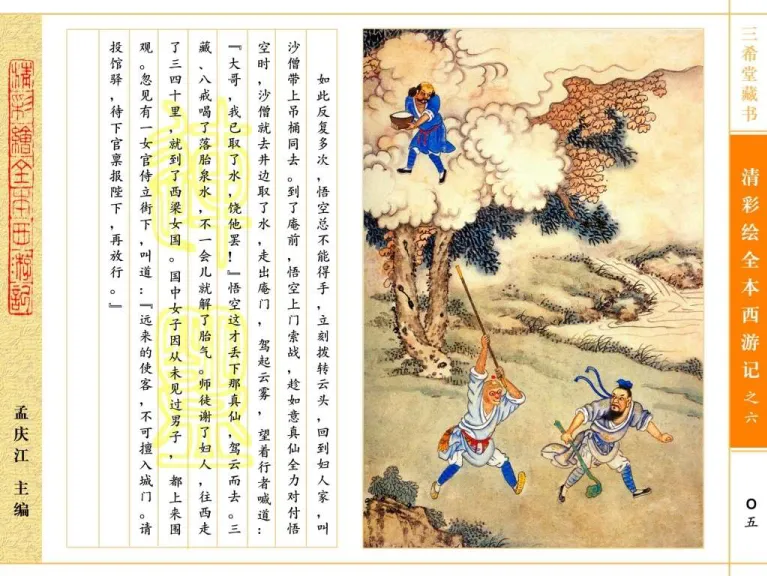 三希堂藏书
清彩绘全本西游记之六
〇五
如此反复多次，悟空总不能得手，立刻拨转云头，回到妇人家，叫
沙僧带上吊桶同去。到了庵前，悟空上门索战，趁如意真仙全力对付悟
空时，沙僧就去井边取了水，走出庵门，驾起云雾，望着行者喊道：
『大哥，我已取了水，饶他罢！』悟空这才丢下那真仙，驾云而去。三
藏、八戒喝了落胎泉水，不一会儿就解了胎气。师徒谢了妇人，往西走
了三四十里，就到了西梁女国。国中女子因从未见过男子，都上来围
观。忽见有一女官侍立街下，叫道：『远来的使客，不可擅入城门。请
投馆驿，待下官禀报陛下，再放行。』
清彩绘全本西游记
孟庆江 主编